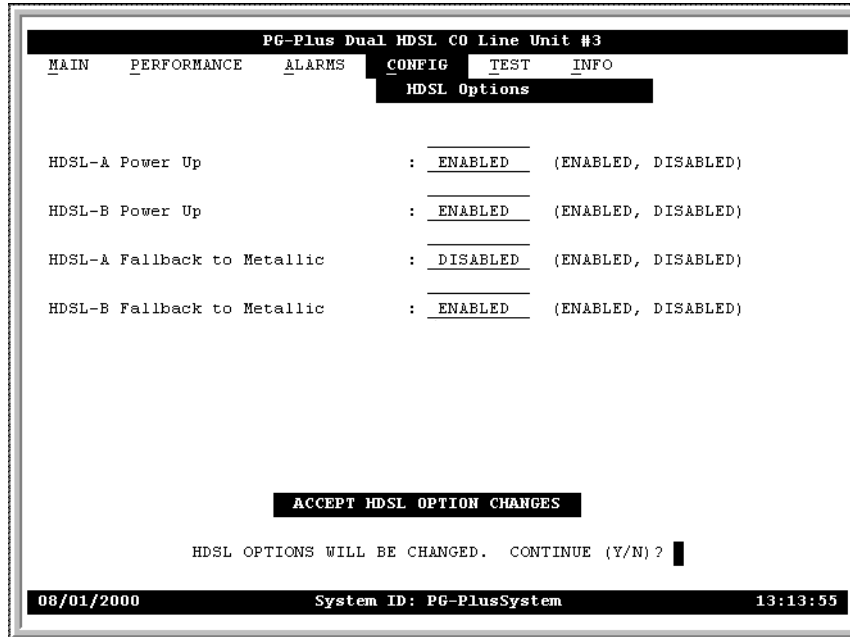 PG-Plus Dual HDSL CO Line Unit #3
MAIN PERFORMANCE ALARMS CONFIG TEST INFO
HDSL Options
HDSL-A Power Up : ENABLED (ENABLED, DISABLED)
HDSL-B Power Up : ENABLED (ENABLED, DISABLED)
HDSL-A Fallback to Metallic : DISABLED (ENABLED, DISABLED)
HDSL-B Fallback to Metallic : ENABLED (ENABLED, DISABLED)
ACCEPT HDSL OPTION CHANGES
HDSL OPTIONS WILL BE CHANGED. CONTINUE (Y/N)?
08/01/2000 System ID: PG-PlusSystem 13:13:55